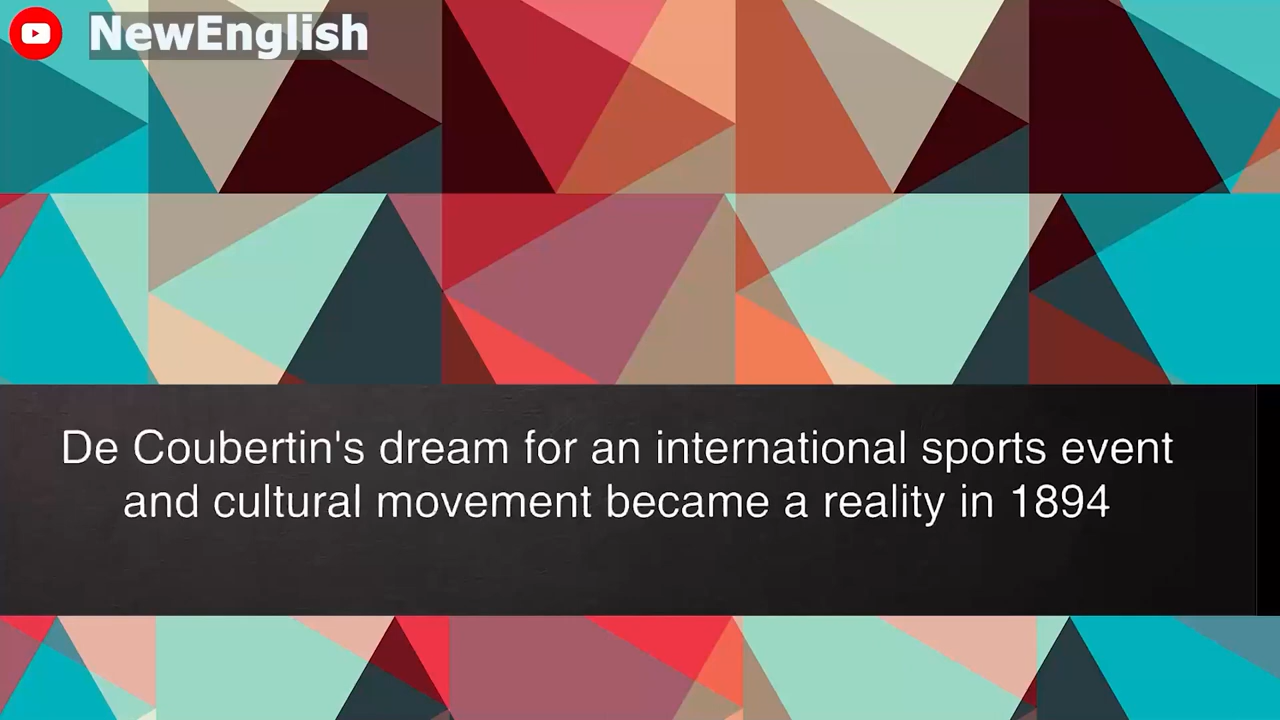 NewEnglish
De Coubertin's dream for an international sports event
and cultural movement became a reality in 1894